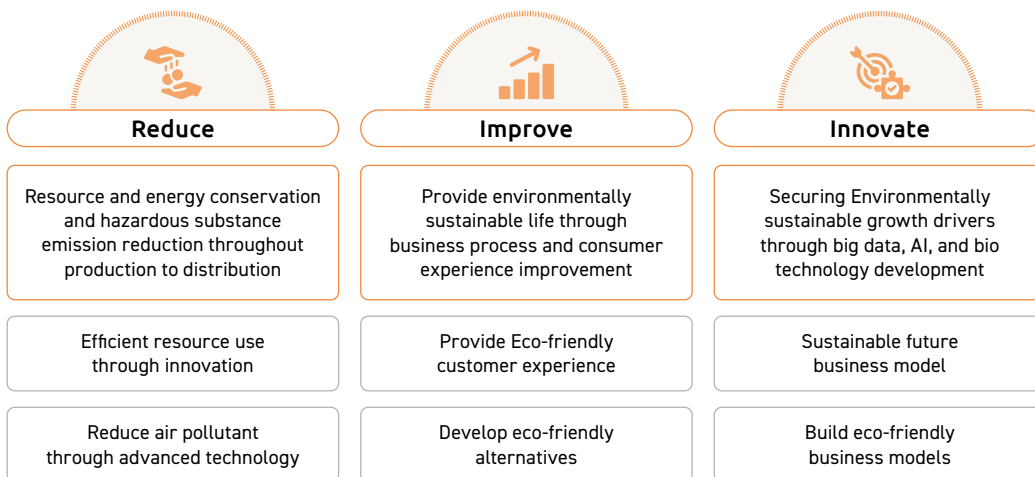 Reduce
Resource and energy conservation
and hazardous substance
emission reduction throughout
production to distribution
Efficient resource use
through innovation
Reduce air pollutant
through advanced technology
Improve
Provide environmentally
sustainable life through
business process and consumer
experience improvement
Provide Eco-friendly
customer experience
Develop eco-friendly
alternatives
Innovate
Securing Environmentally
sustainable growth drivers
through big data, AI, and bio
technology development
Sustainable future
business model
Build eco-friendly
business models